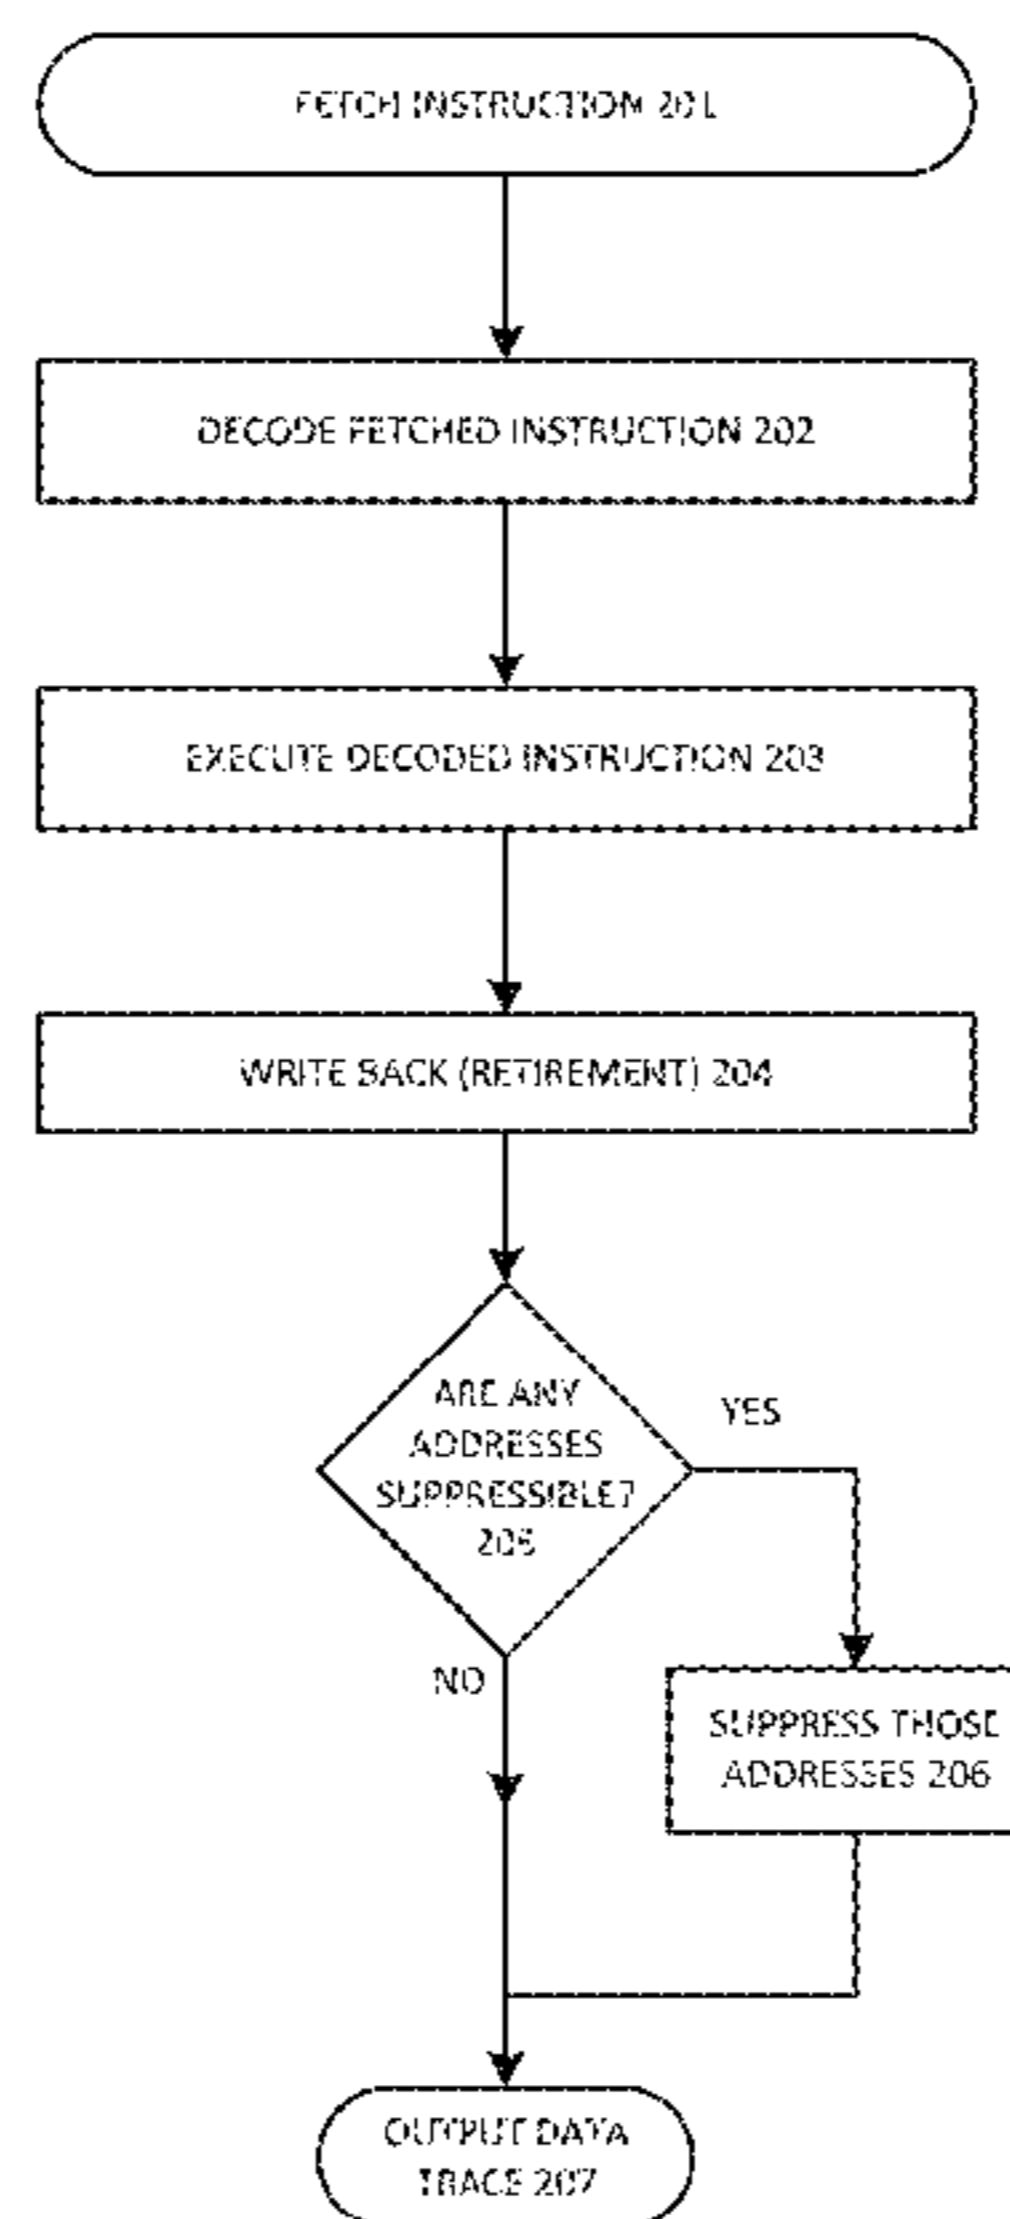 FETCH INSTRUCTION 201
DECODE FETCHED INSTRUCTION 202
EXECUTE DECODED INSTRUCTION 203
WRITE BACK (RETIREMENT) 204
ARE ANY
ADDRESSES
SUPPRESSIBLE?
205
YES
NO
SUPPRESS THOSE
ADDRESSES 206
OUTPUT DATA
TRACE 207